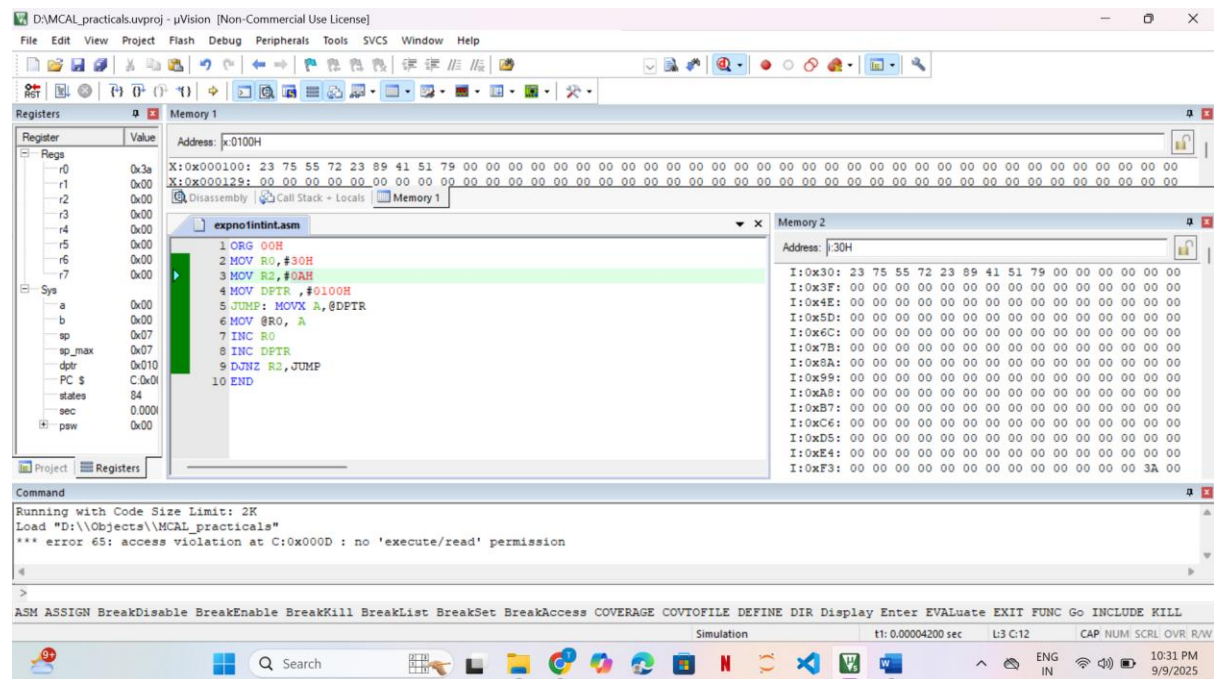 D:\MCAL_practicals.uvproj - µVision [Non-Commercial Use License]
File Edit View Project Flash Debug Peripherals Tools SVCS Window Help
Registers
Register Value
Regs
r0 0x3a
r1 0x00
r2 0x00
r3 0x00
r4 0x00
r5 0x00
r6 0x00
r7 0x00
Sys
a 0x00
b 0x00
sp 0x07
sp_max 0x07
dptr 0x010
PC $ C:0x0
states 84
sec 0.000
psw 0x00
Project Registers
Memory 1
Address: x:0100H
X:0x000100: 23 75 55 72 23 89 41 51 79 00 00 00 00 00 00 00 00 00 00 00 00 00 00 00 00 00 00 00 00 00 00 00 00 00 00 00 00 00 00 00 00
X:0x000129: 00 00 00 00 00 00 00 00 00 00 00 00 00 00 00 00 00 00 00 00 00 00 00 00 00 00 00 00 00 00 00 00 00 00 00 00 00 00 00 00 00
Disassembly Call Stack + Locals Memory 1
expno1intint.asm
1 ORG 00H
2 MOV R0,#30H
3 MOV R2,#0AH
4 MOV DPTR ,#0100H
5 JUMP: MOVX A,@DPTR
6 MOV @R0, A
7 INC R0
8 INC DPTR
9 DJNZ R2,JUMP
10 END
Memory 2
Address: i:30H
I:0x30: 23 75 55 72 23 89 41 51 79 00 00 00 00 00 00
I:0x3F: 00 00 00 00 00 00 00 00 00 00 00 00 00 00 00
I:0x4E: 00 00 00 00 00 00 00 00 00 00 00 00 00 00 00
I:0x5D: 00 00 00 00 00 00 00 00 00 00 00 00 00 00 00
I:0x6C: 00 00 00 00 00 00 00 00 00 00 00 00 00 00 00
I:0x7B: 00 00 00 00 00 00 00 00 00 00 00 00 00 00 00
I:0x8A: 00 00 00 00 00 00 00 00 00 00 00 00 00 00 00
I:0x99: 00 00 00 00 00 00 00 00 00 00 00 00 00 00 00
I:0xA8: 00 00 00 00 00 00 00 00 00 00 00 00 00 00 00
I:0xB7: 00 00 00 00 00 00 00 00 00 00 00 00 00 00 00
I:0xC6: 00 00 00 00 00 00 00 00 00 00 00 00 00 00 00
I:0xD5: 00 00 00 00 00 00 00 00 00 00 00 00 00 00 00
I:0xE4: 00 00 00 00 00 00 00 00 00 00 00 00 00 00 00
I:0xF3: 00 00 00 00 00 00 00 00 00 00 00 00 00 3A 00
Command
Running with Code Size Limit: 2K
Load "D:\\Objects\\MCAL_practicals"
*** error 65: access violation at C:0x000D : no 'execute/read' permission
>
ASM ASSIGN BreakDisable BreakEnable BreakKill BreakList BreakSet BreakAccess COVERAGE COVTOFILE DEFINE DIR Display Enter EVALuate EXIT FUNC Go INCLUDE KILL
Simulation t1: 0.00004200 sec L:3 C:12 CAP NUM SCRL OVR R/W
Search
ENG
IN
10:31 PM
9/9/2025